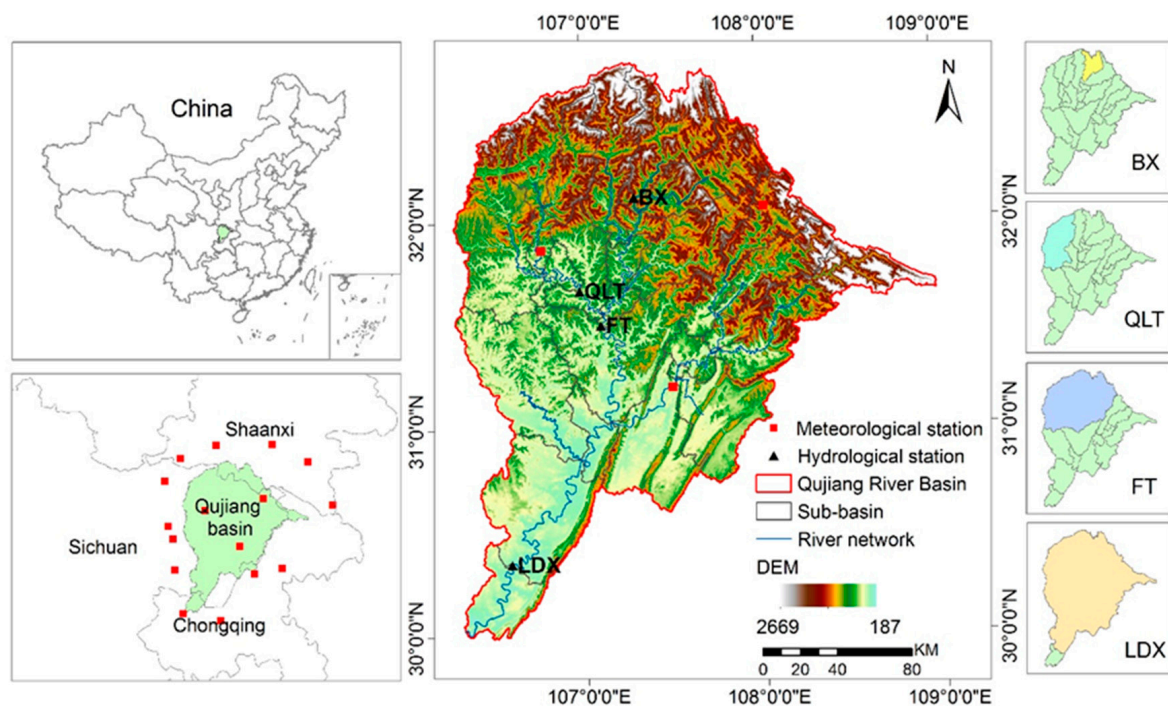 China
Shaanxi
Qujiang
basin
Sichuan
Chongqing
107°0'0"E 108°0'0"E 109°0'0"E
N
32°0'0"N 32°0'0"N
31°0'0"N 31°0'0"N
30°0'0"N 30°0'0"N
BX
QLT
FT
LDX
Meteorological station
Hydrological station
Qujiang River Basin
Sub-basin
River network
DEM
2669 187
KM
0 20 40 80
107°0'0"E 108°0'0"E 109°0'0"E
BX
QLT
FT
LDX